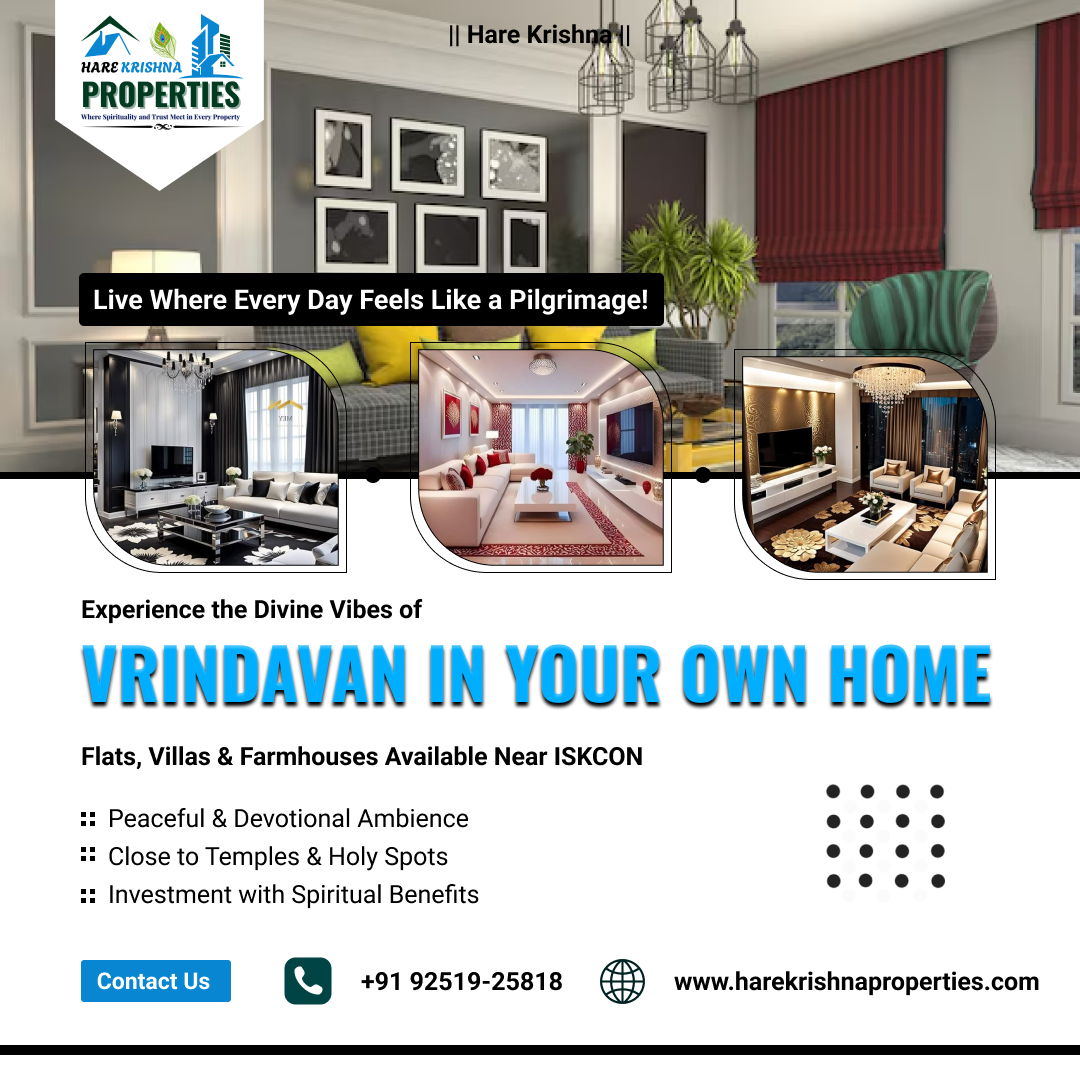 || Hare Krishna ||
HARE KRISHNA
PROPERTIES
Where Spirituality and Trust Meet in Every Property
Live Where Every Day Feels Like a Pilgrimage!
Experience the Divine Vibes of
VRINDAVAN IN YOUR OWN HOME
Flats, Villas & Farmhouses Available Near ISKCON
Peaceful & Devotional Ambience
Close to Temples & Holy Spots
Investment with Spiritual Benefits
Contact Us
+91 92519-25818
www.harekrishnaproperties.com